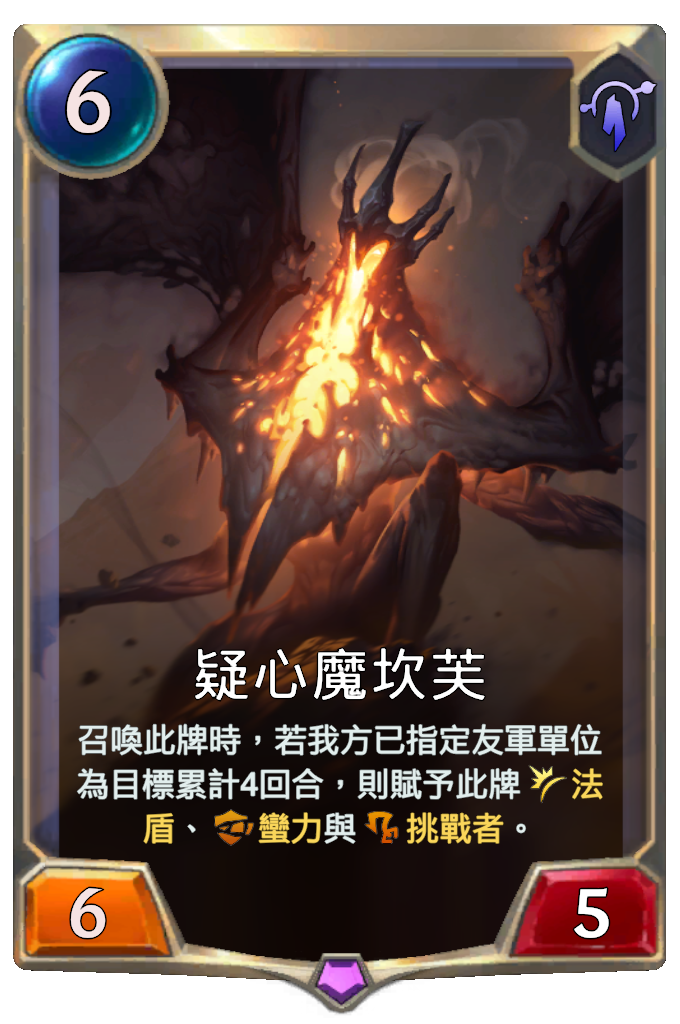 6
疑心魔坎芙
召喚此牌時，若我方已指定友軍單位
為目標累計4回合，則賦予此牌 法
盾、 蠻力與 挑戰者。
6
5